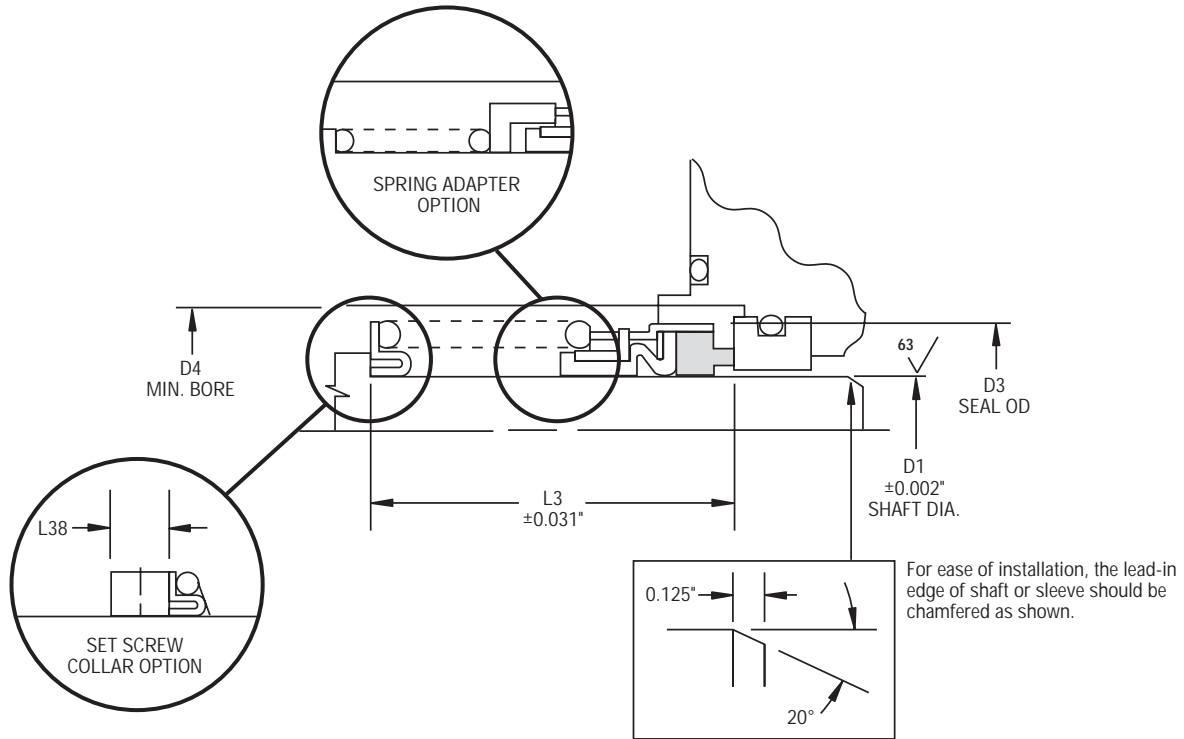 SPRING ADAPTER
OPTION
D4
MIN. BORE
63
D3
SEAL OD
D1
±0.002"
SHAFT DIA.
L3
±0.031"
L38
SET SCREW
COLLAR OPTION
0.125"
20°
For ease of installation, the lead-in
edge of shaft or sleeve should be
chamfered as shown.